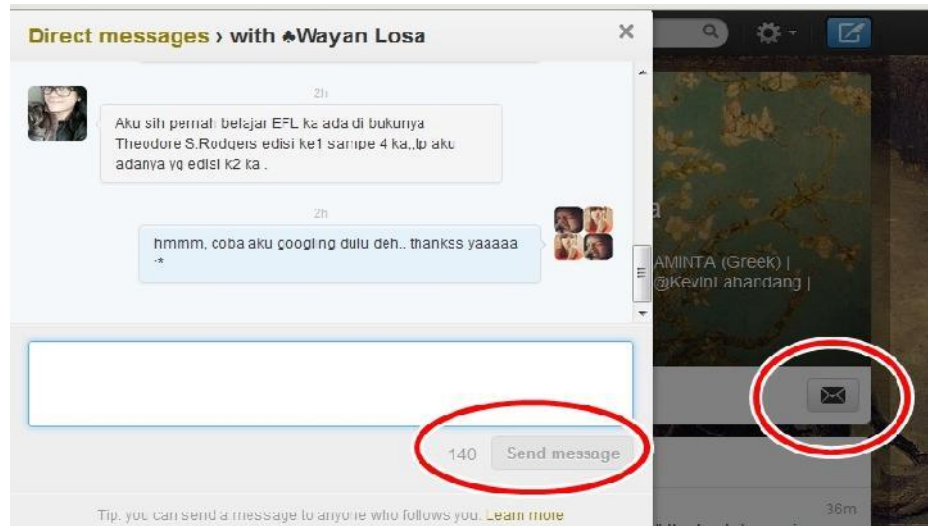 Direct messages › with ♣Wayan Losa
2h
Aku sih pernah belajar EFL ka ada di bukunya
Theodore S.Rodgers edisi ke1 sampe 4 ka,,tp aku
adanya yg edisi k2 ka .
2h
hmmm, coba aku googling dulu deh.. thankss yaaaaa
:*
140 Send message
Tip: you can send a message to anyone who follows you. Learn more
a
AMINTA (Greek) |
@KevinLahandang |
36m